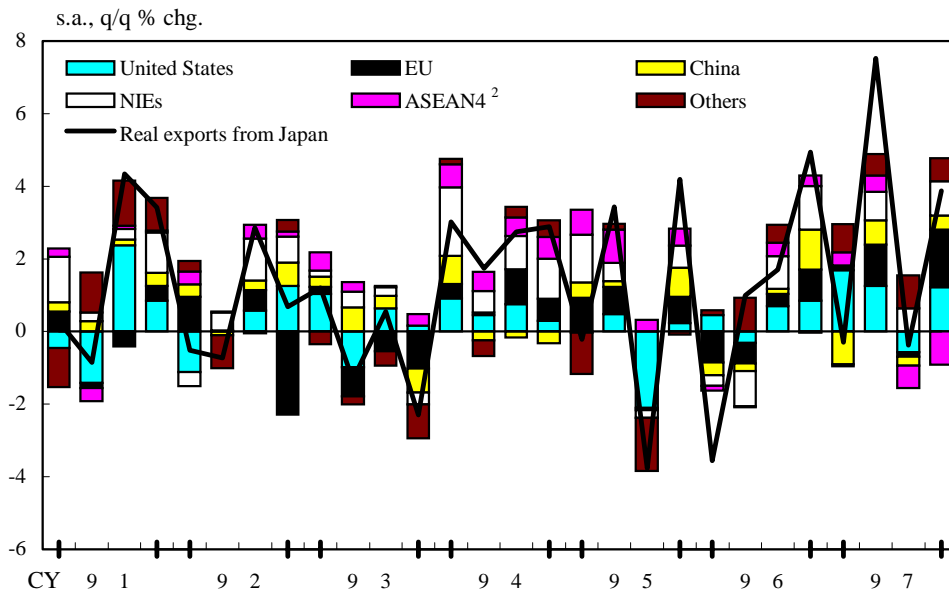 s.a., q/q % chg.
8
United States
EU
China
NIEs
ASEAN4 2
Others
Real exports from Japan
6
4
2
0
-2
-4
-6
CY 9 1 9 2 9 3 9 4 9 5 9 6 9 7